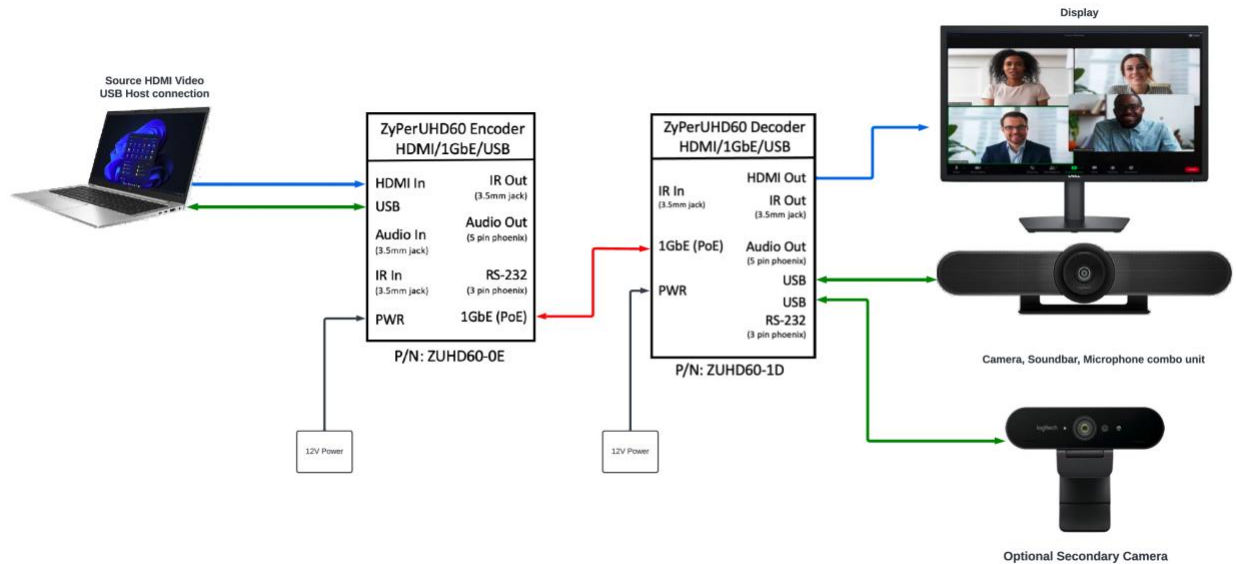 Display
Source HDMI Video
USB Host connection
ZyPerUHD60 Encoder
HDMI/1GbE/USB
HDMI In
IR Out
(3.5mm jack)
USB
Audio Out
(5 pin phoenix)
Audio In
(3.5mm jack)
IR In
(3.5mm jack)
RS-232
(3 pin phoenix)
PWR
1GbE (PoE)
P/N: ZUHD60-0E
12V Power
ZyPerUHD60 Decoder
HDMI/1GbE/USB
HDMI Out
IR In
(3.5mm jack)
IR Out
(3.5mm jack)
1GbE (PoE)
Audio Out
(5 pin phoenix)
USB
PWR
USB
RS-232
(3 pin phoenix)
P/N: ZUHD60-1D
12V Power
DELL
Camera, Soundbar, Microphone combo unit
logitech
Optional Secondary Camera